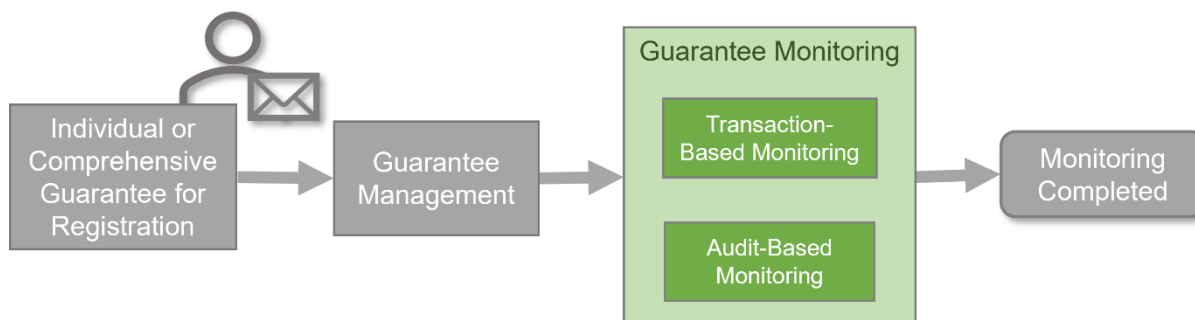 Individual or
Comprehensive
Guarantee for
Registration
Guarantee
Management
Guarantee Monitoring
Transaction-
Based Monitoring
Audit-Based
Monitoring
Monitoring
Completed